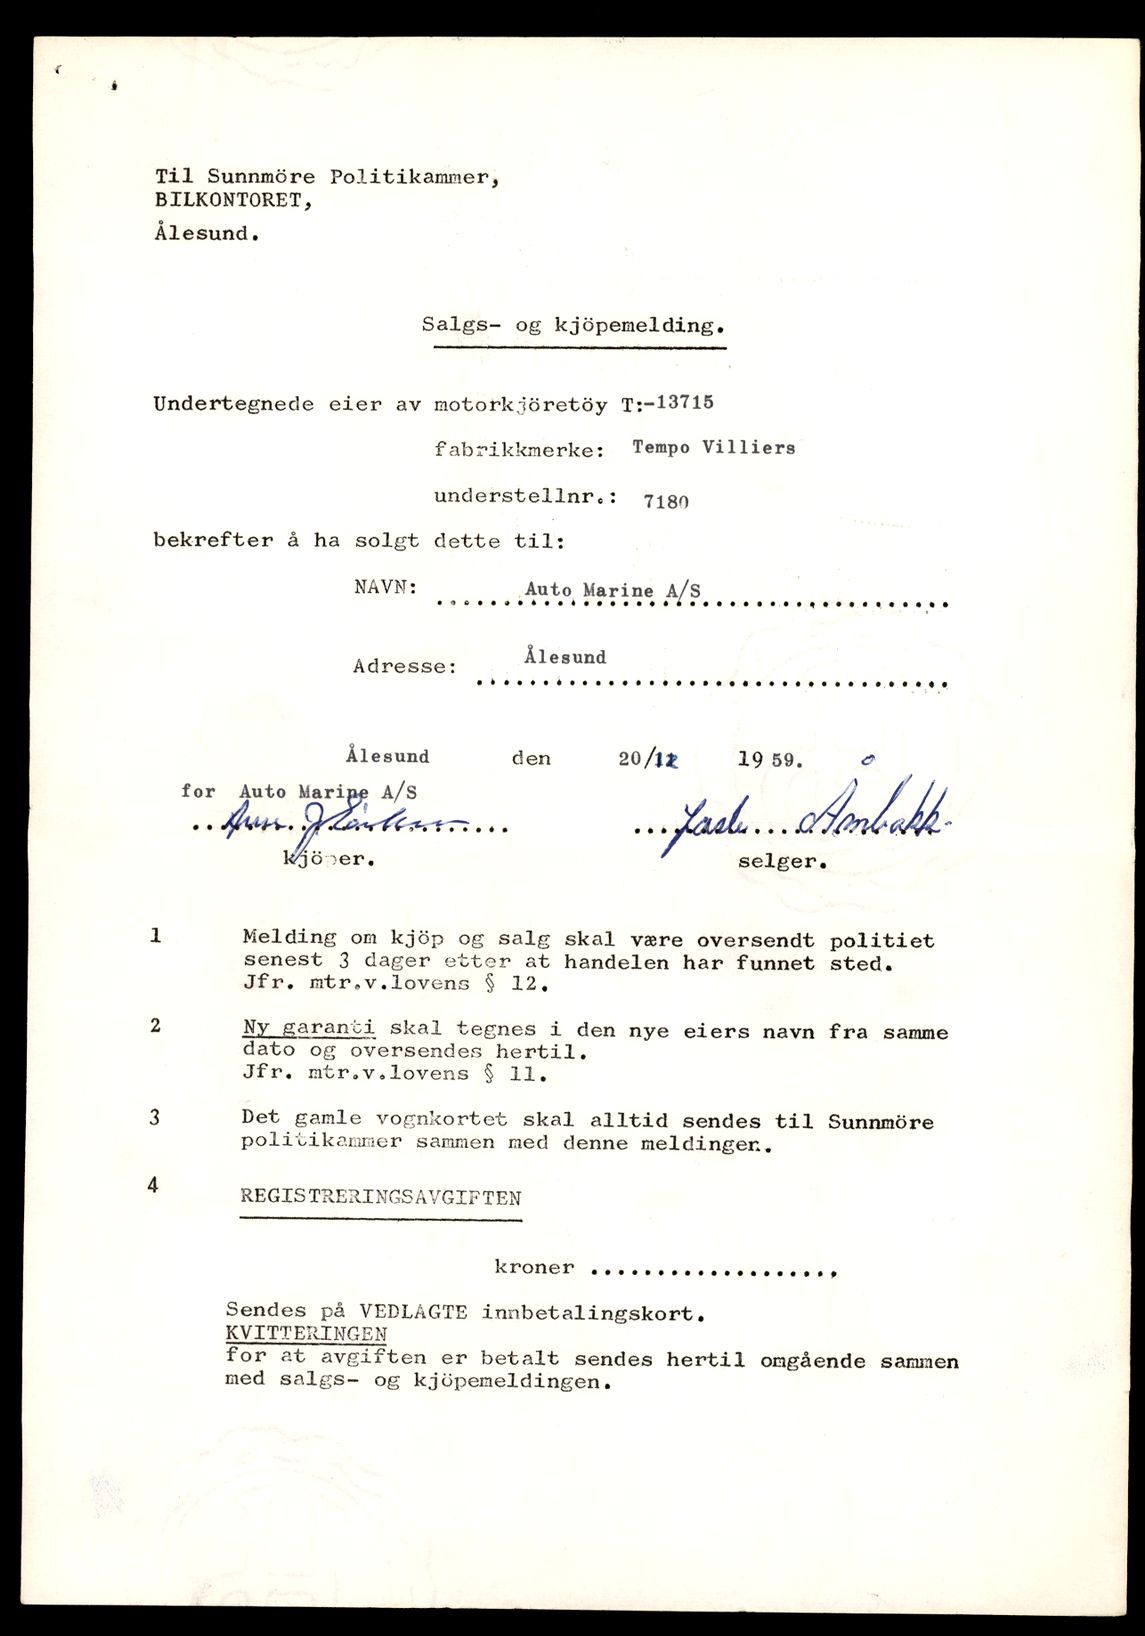 Til Sunnmöre Politikammer,
BILKONTORET,
Ålesund.
Salgs- og kjöpemelding.
Undertegnede eier av motorkjöretöy T:-13715
fabrikkmerke: Tempo Villiers
understellnr.: 7180
bekrefter å ha solgt dette til:
NAVN: Auto Marine A/S
Adresse: Ålesund
Ålesund den 20/12 1959.
for Auto Marine A/S
Åmbakk
kjöper. selger.
1 Melding om kjöp og salg skal være oversendt politiet
senest 3 dager etter at handelen har funnet sted.
Jfr. mtr.v.lovens § 12.
2 Ny garanti skal tegnes i den nye eiers navn fra samme
dato og oversendes hertil.
Jfr. mtr.v.lovens § 11.
3 Det gamle vognkortet skal alltid sendes til Sunnmöre
politikammer sammen med denne meldingen.
4 REGISTRERINGSAVGIFTEN
kroner ...................
Sendes på VEDLAGTE innbetalingskort.
KVITTERINGEN
for at avgiften er betalt sendes hertil omgående sammen
med salgs- og kjöpemeldingen.